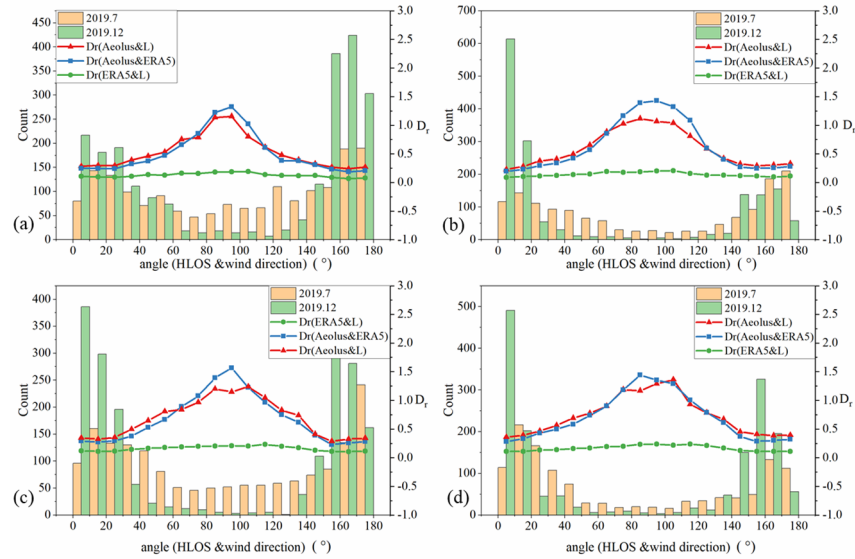 450
400
350
300
250
200
150
100
50
0
Count
2019.7
2019.12
Dr(Aeolus&L)
Dr(Aeolus&ERA5)
Dr(ERA5&L)
3.0
2.5
2.0
1.5
1.0
0.5
0.0
-0.5
-1.0
Dr
0 20 40 60 80 100 120 140 160 180
angle (HLOS &wind direction) ( ° )
(a)
700
600
500
400
300
200
100
0
Count
2019.7
2019.12
Dr(Aeolus&L)
Dr(Aeolus&ERA5)
Dr(ERA5&L)
3.0
2.5
2.0
1.5
1.0
0.5
0.0
-0.5
-1.0
Dr
0 20 40 60 80 100 120 140 160 180
angle (HLOS &wind direction) ( ° )
(b)
400
350
300
250
200
150
100
50
0
Count
2019.7
2019.12
Dr(ERA5&L)
Dr(Aeolus&ERA5)
Dr(Aeolus&L)
3.0
2.5
2.0
1.5
1.0
0.5
0.0
-0.5
-1.0
Dr
0 20 40 60 80 100 120 140 160 180
angle (HLOS &wind direction) ( ° )
(c)
500
400
300
200
100
0
Count
2019.7
2019.12
Dr(Aeolus&L)
Dr(Aeolus&ERA5)
Dr(ERA5&L)
3.0
2.5
2.0
1.5
1.0
0.5
0.0
-0.5
-1.0
Dr
0 20 40 60 80 100 120 140 160 180
angle (HLOS &wind direction) ( ° )
(d)